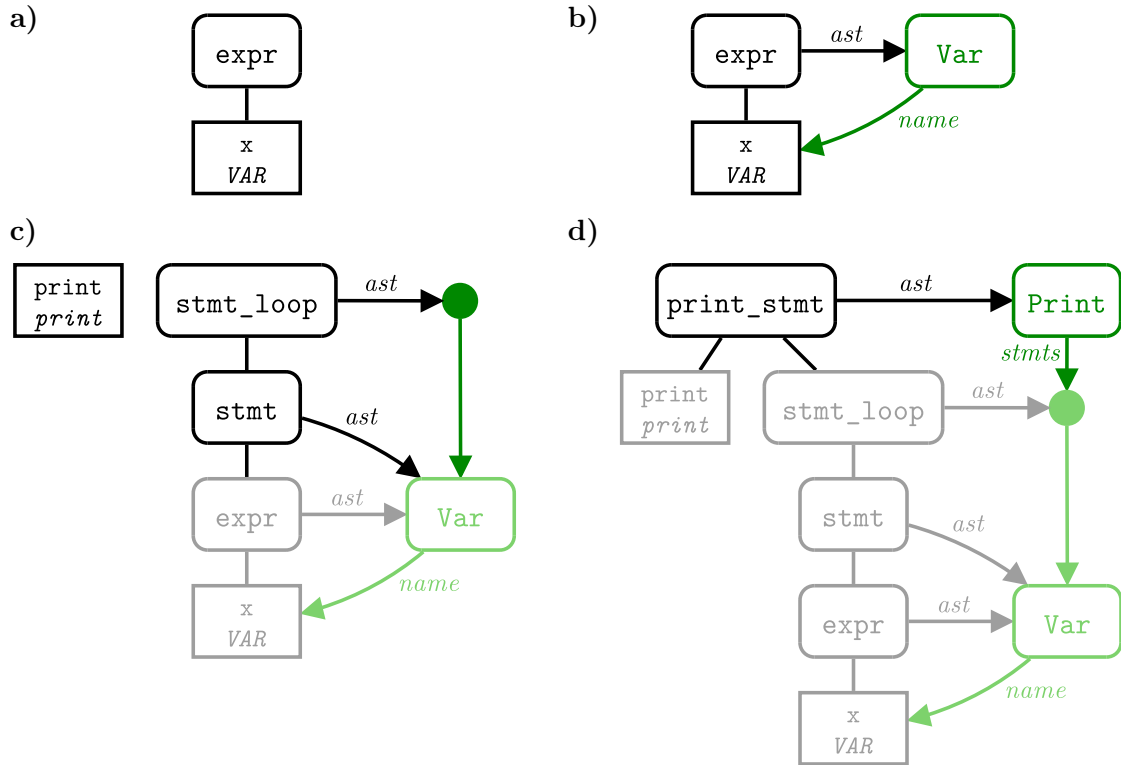 a)
expr
x
VAR
b)
expr
ast
Var
name
x
VAR
c)
print
print
stmt_loop
ast
stmt
ast
expr
ast
Var
name
x
VAR
d)
print_stmt
ast
Print
stmts
print
print
stmt_loop
ast
stmt
ast
expr
ast
Var
name
x
VAR